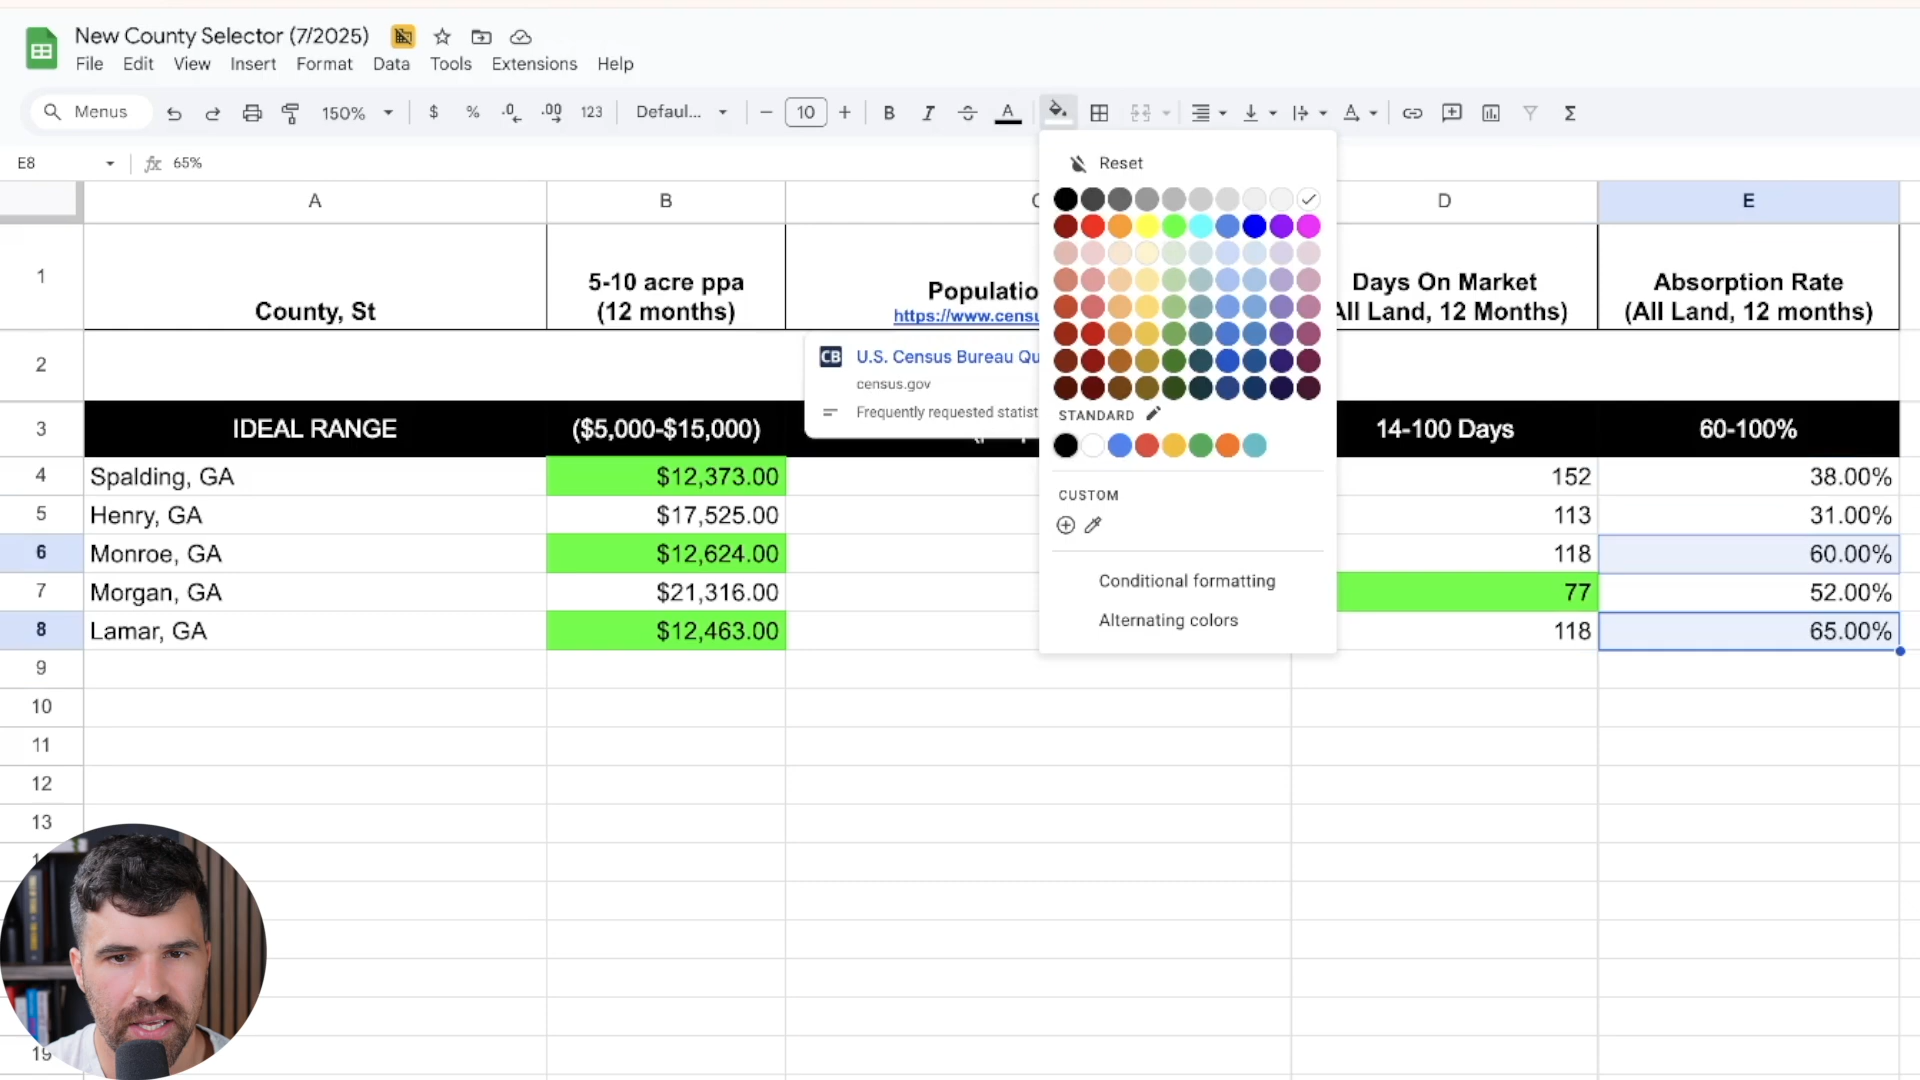 New County Selector (7/2025)
File Edit View Insert Format Data Tools Extensions Help
Menus 150% $ % .0 .00 123 Defaul... − 10 + B I S A
E8 fx 65%
A B C D E
1 County, St 5-10 acre ppa (12 months) Populatio https://www.censu Days On Market All Land, 12 Months) Absorption Rate (All Land, 12 months)
2
CB U.S. Census Bureau Qu
census.gov
Frequently requested statist
3 IDEAL RANGE ($5,000-$15,000) 14-100 Days 60-100%
4 Spalding, GA $12,373.00 152 38.00%
5 Henry, GA $17,525.00 113 31.00%
6 Monroe, GA $12,624.00 118 60.00%
7 Morgan, GA $21,316.00 77 52.00%
8 Lamar, GA $12,463.00 118 65.00%
9
10
11
12
13
19
Reset
STANDARD
CUSTOM
Conditional formatting
Alternating colors